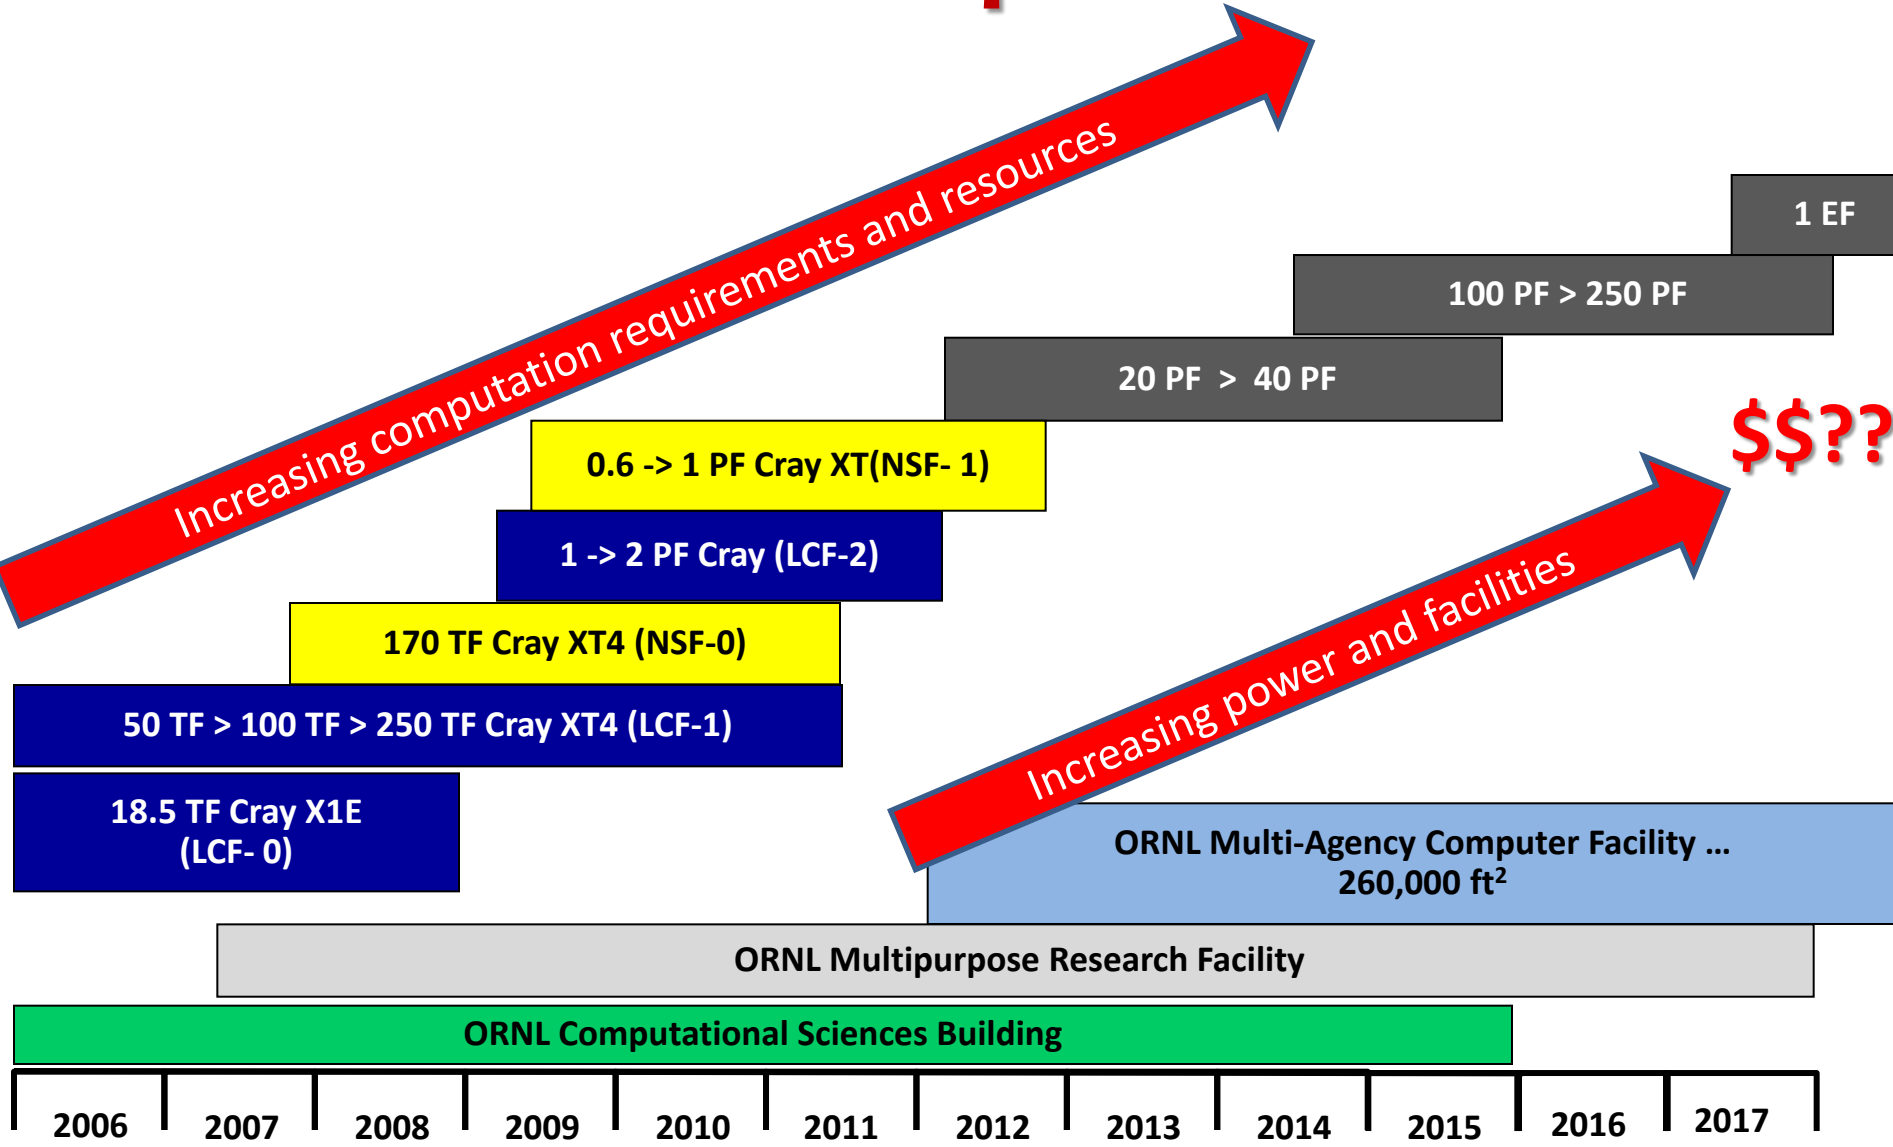 Increasing computation requirements and resources
1 EF
100 PF > 250 PF
20 PF > 40 PF
$$??
0.6 -> 1 PF Cray XT(NSF- 1)
1 -> 2 PF Cray (LCF-2)
Increasing power and facilities
170 TF Cray XT4 (NSF-0)
50 TF > 100 TF > 250 TF Cray XT4 (LCF-1)
18.5 TF Cray X1E
(LCF- 0)
ORNL Multi-Agency Computer Facility ...
260,000 ft²
ORNL Multipurpose Research Facility
ORNL Computational Sciences Building
2006 2007 2008 2009 2010 2011 2012 2013 2014 2015 2016 2017